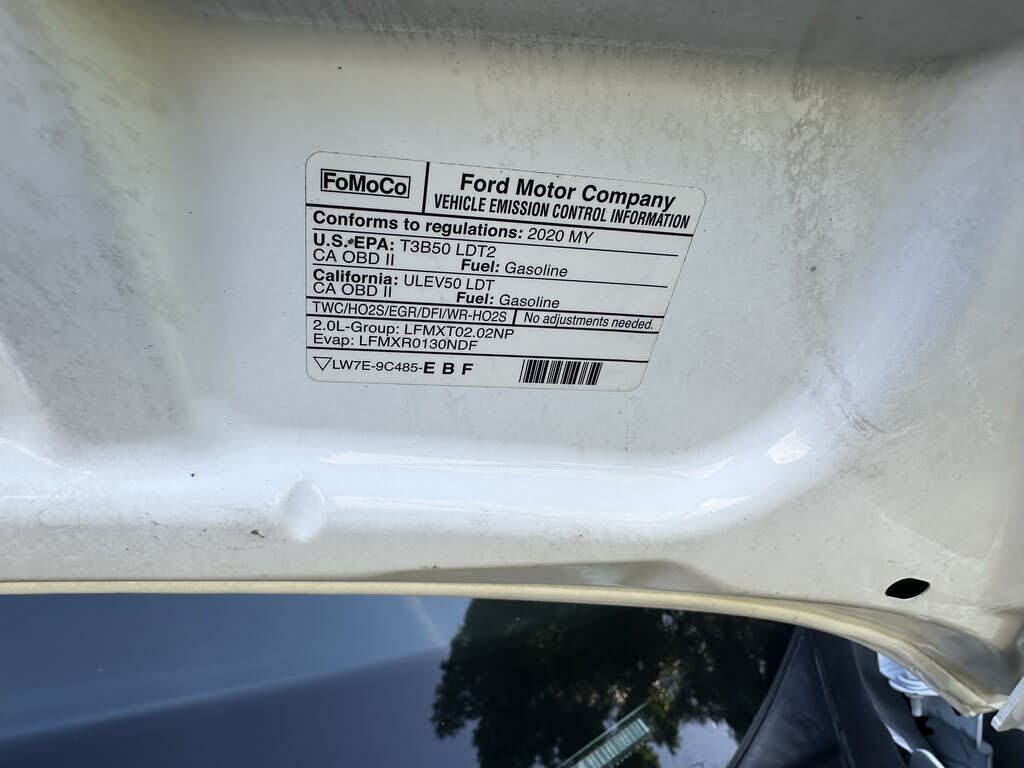 FoMoCo
Ford Motor Company
VEHICLE EMISSION CONTROL INFORMATION
Conforms to regulations: 2020 MY
U.S. EPA: T3B50 LDT2
CA OBD II Fuel: Gasoline
California: ULEV50 LDT
CA OBD II Fuel: Gasoline
TWC/HO2S/EGR/DFI/WR-HO2S No adjustments needed.
2.0L-Group: LFMXT02.02NP
Evap: LFMXR0130NDF
LW7E-9C485-E B F